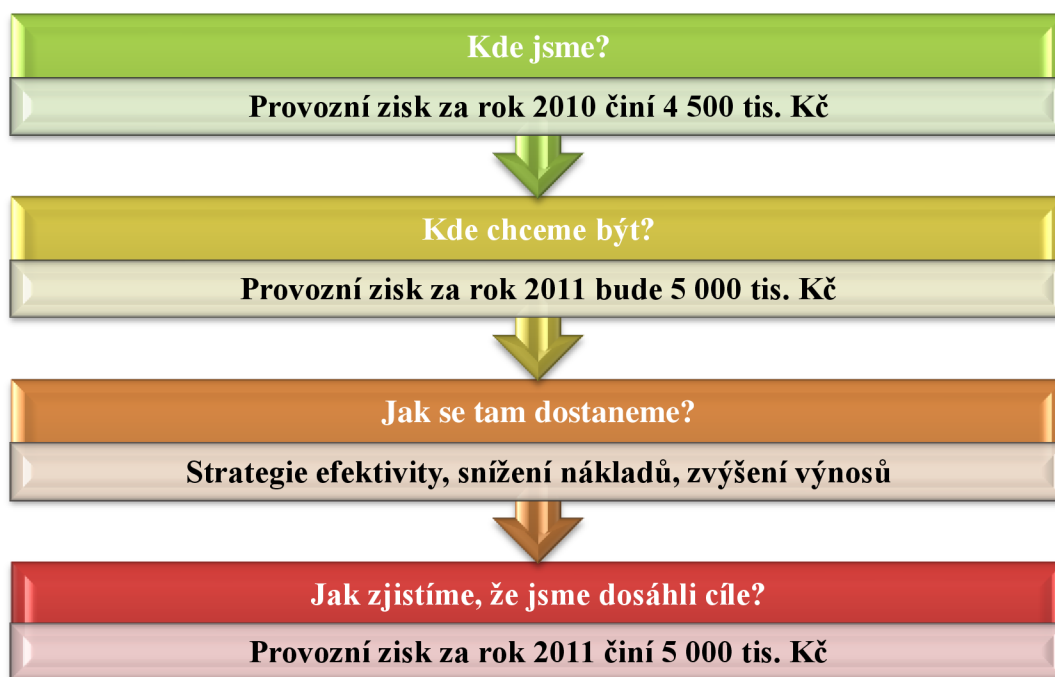 Kde jsme?
Provozní zisk za rok 2010 činí 4 500 tis. Kč
Kde chceme být?
Provozní zisk za rok 2011 bude 5 000 tis. Kč
Jak se tam dostaneme?
Strategie efektivity, snížení nákladů, zvýšení výnosů
Jak zjistíme, že jsme dosáhli cíle?
Provozní zisk za rok 2011 činí 5 000 tis. Kč